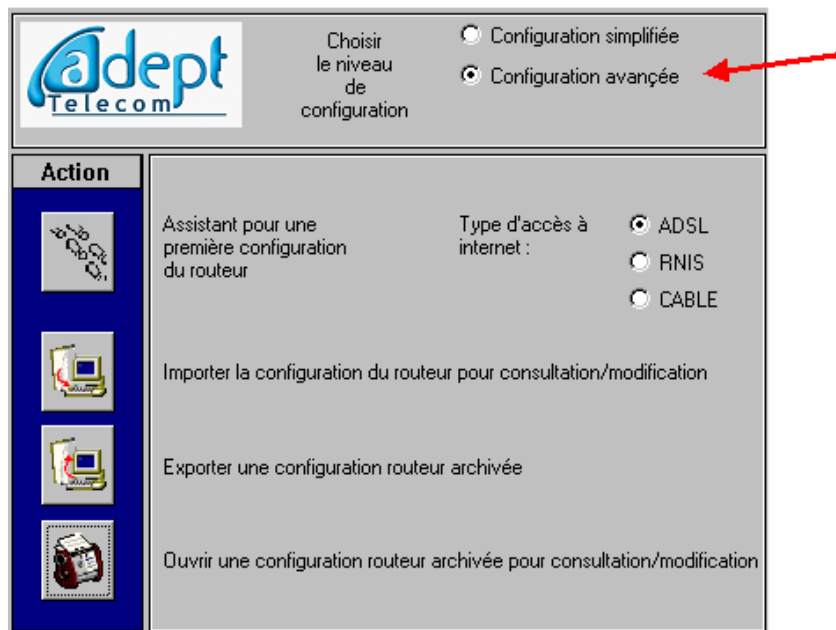 adept
Telecom
Choisir
le niveau
de
configuration
Configuration simplifiée
Configuration avançée
Action
Assistant pour une
première configuration
du routeur
Type d'accès à
internet :
ADSL
RNIS
CABLE
Importer la configuration du routeur pour consultation/modification
Exporter une configuration routeur archivée
Ouvrir une configuration routeur archivée pour consultation/modification